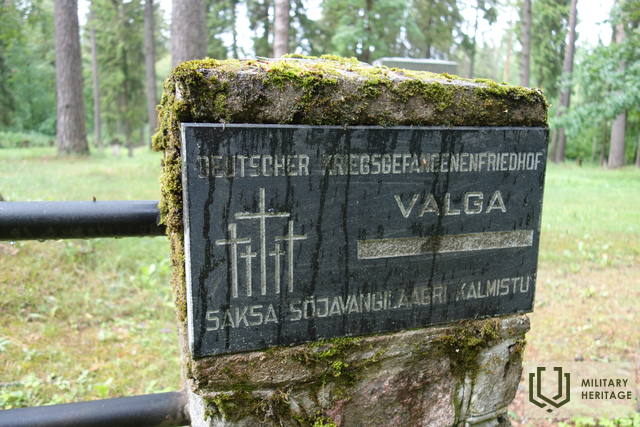 DEUTSCHER KRIEGSGEFANGENENFRIEDHOF
VALGA
SAKSA SÕJAVANGILAAGRI KALMISTU
MILITARY
HERITAGE